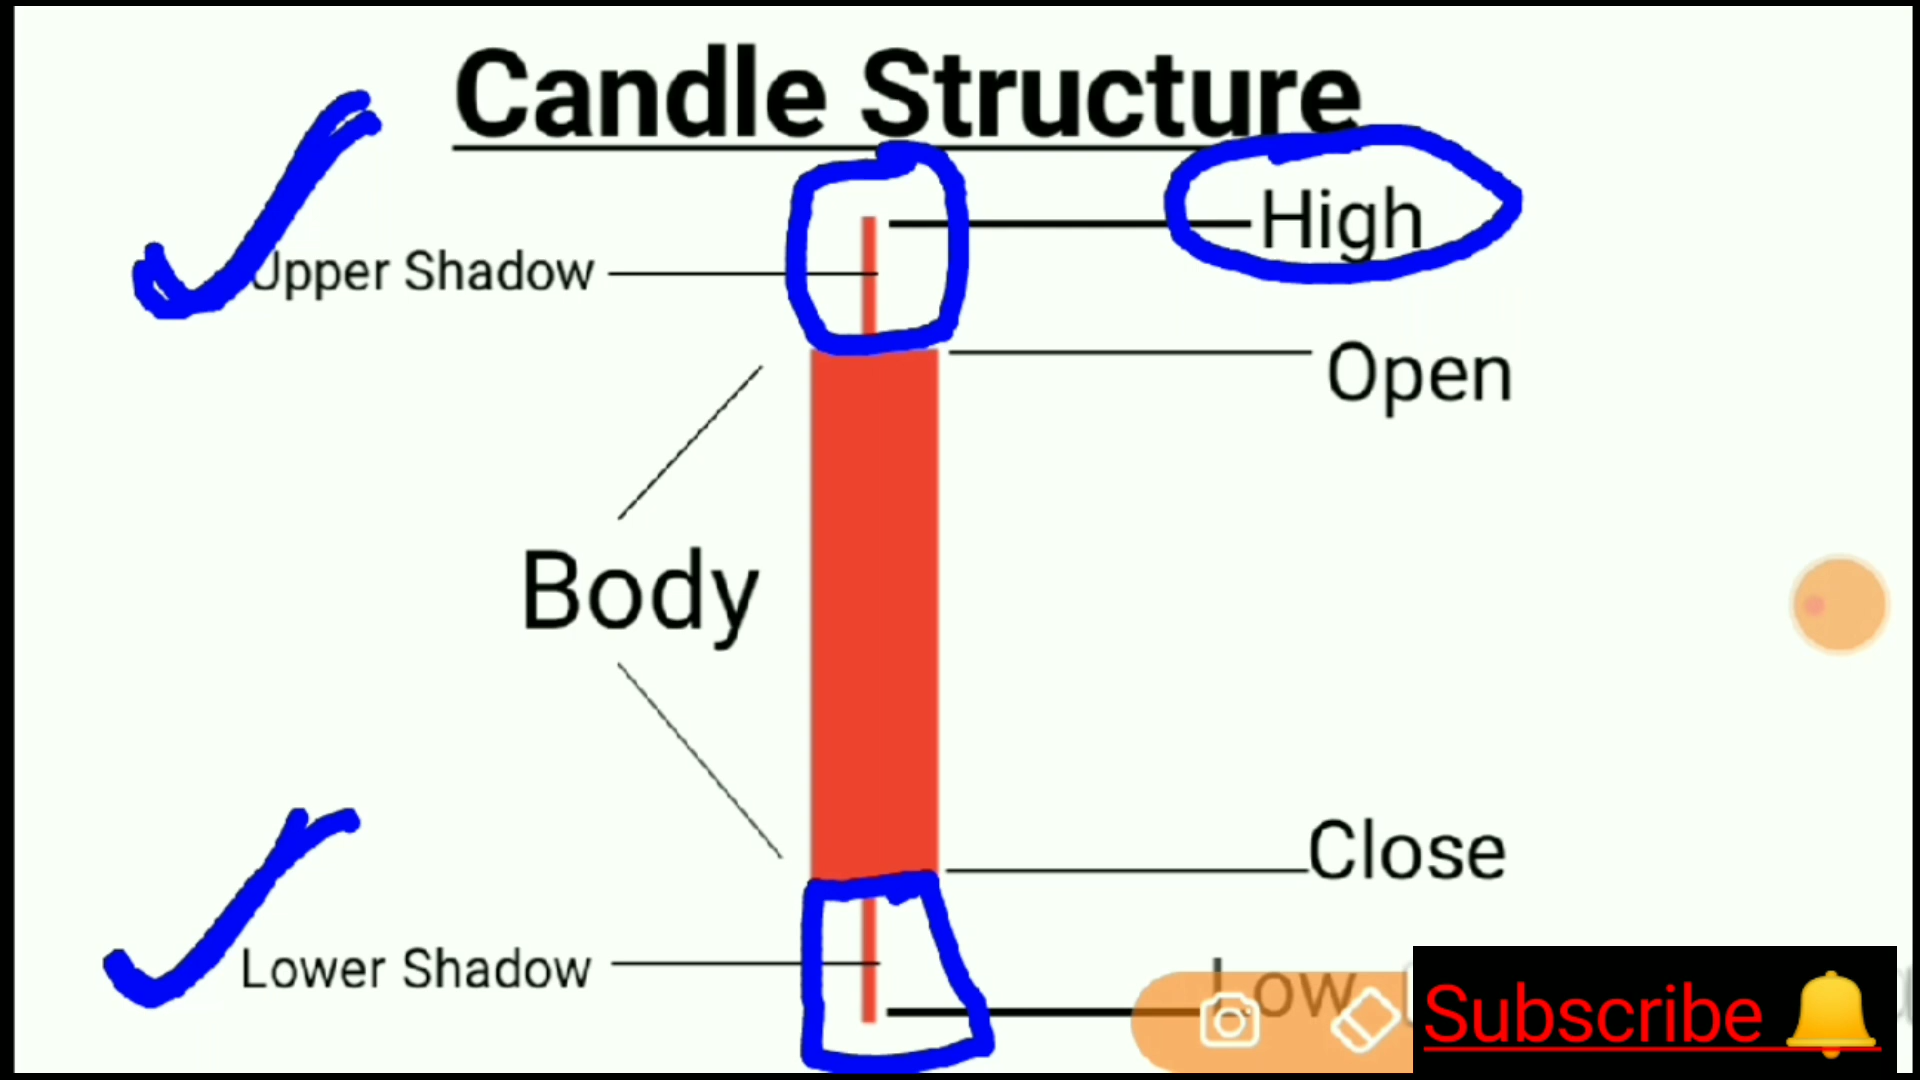 Candle Structure
High
Upper Shadow
Open
Body
Close
Lower Shadow
Low
Subscribe